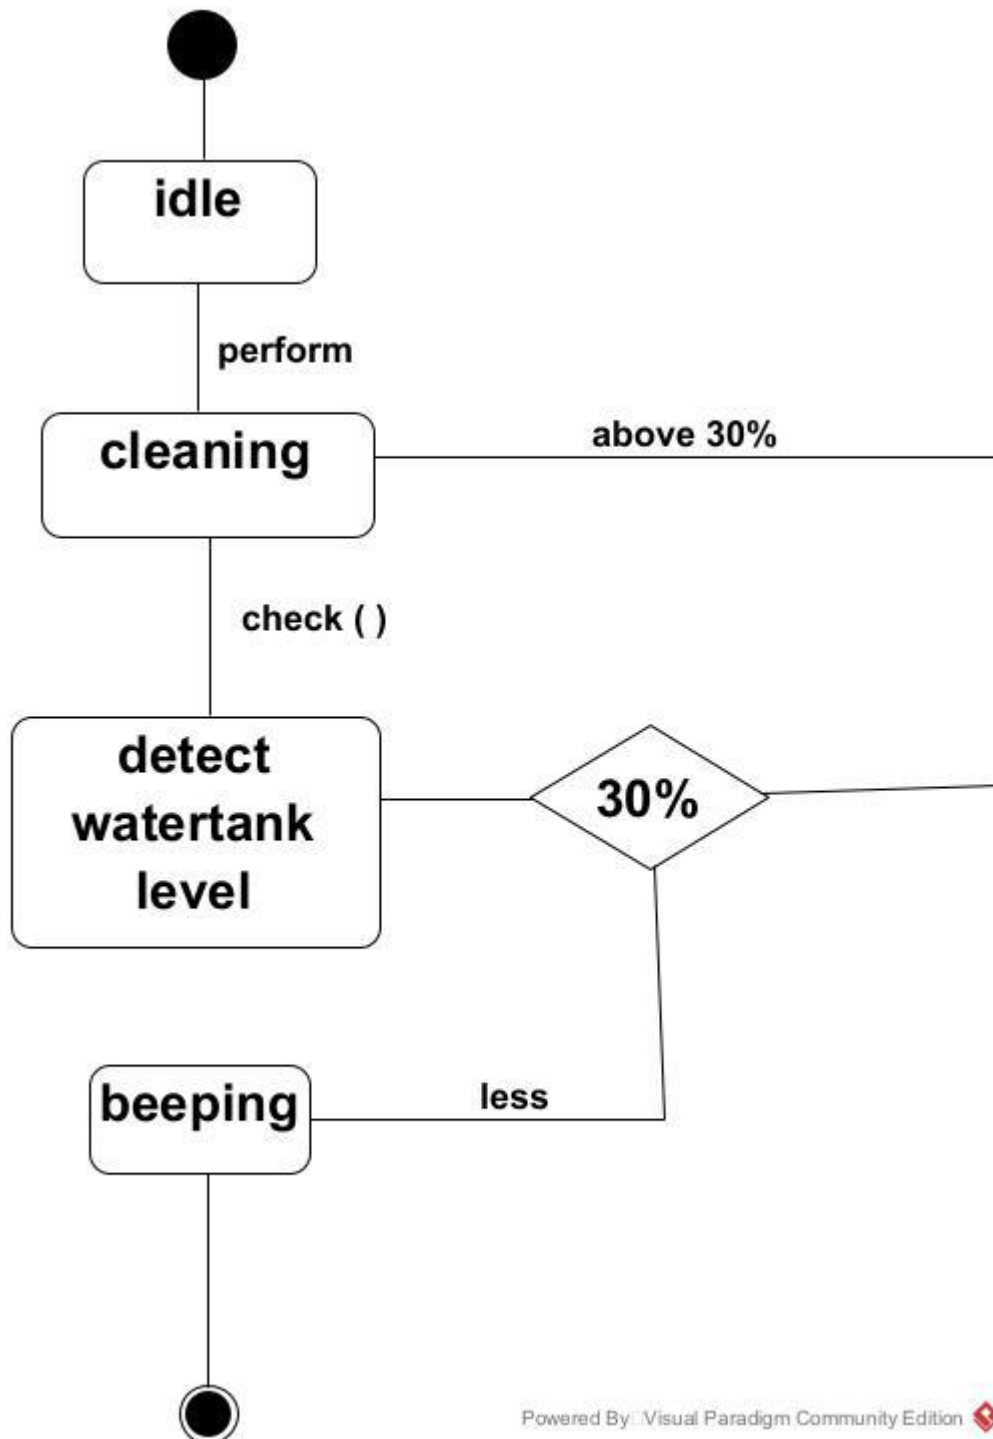 idle
perform
cleaning
above 30%
check ( )
detect
watertank
level
30%
beeping
less
Powered By Visual Paradigm Community Edition